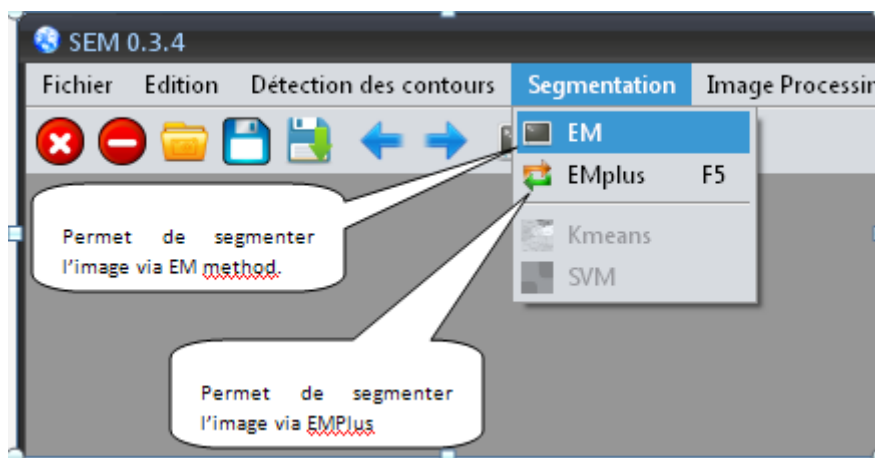 SEM 0.3.4
Fichier Edition Détection des contours Segmentation Image Processin
EM
EMplus F5
Kmeans
SVM
Permet de segmenter
l'image via EM method.
Permet de segmenter
l'image via EMPlus